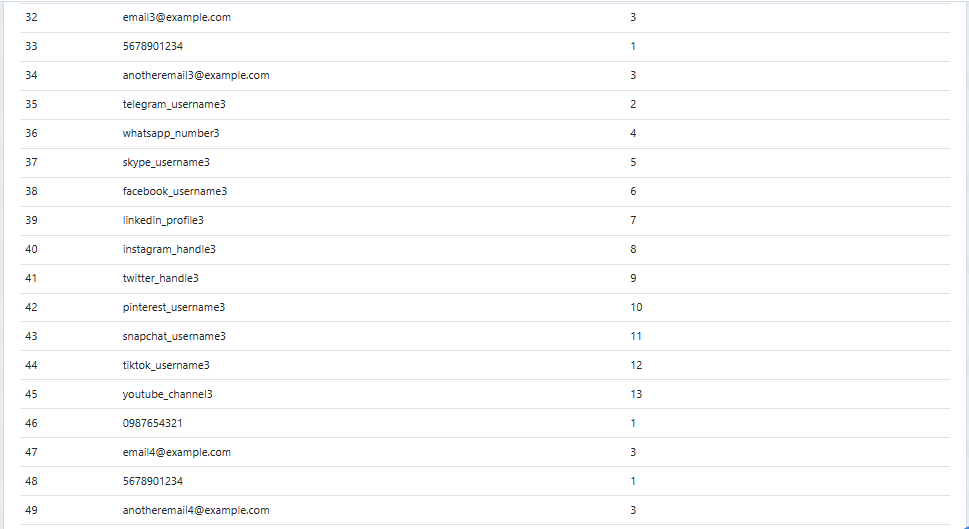 32 email3@example.com 3
33 5678901234 1
34 anotheremail3@example.com 3
35 telegram_username3 2
36 whatsapp_number3 4
37 skype_username3 5
38 facebook_username3 6
39 linkedin_profile3 7
40 instagram_handle3 8
41 twitter_handle3 9
42 pinterest_username3 10
43 snapchat_username3 11
44 tiktok_username3 12
45 youtube_channel3 13
46 0987654321 1
47 email4@example.com 3
48 5678901234 1
49 anotheremail4@example.com 3